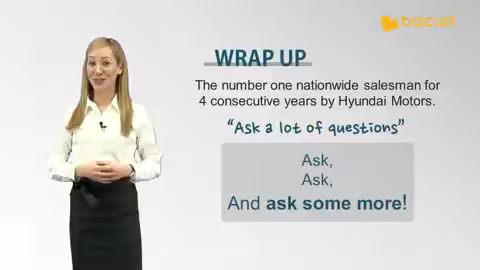 bizcuit
WRAP UP
The number one nationwide salesman for
4 consecutive years by Hyundai Motors.
"Ask a lot of questions"
Ask,
Ask,
And ask some more!